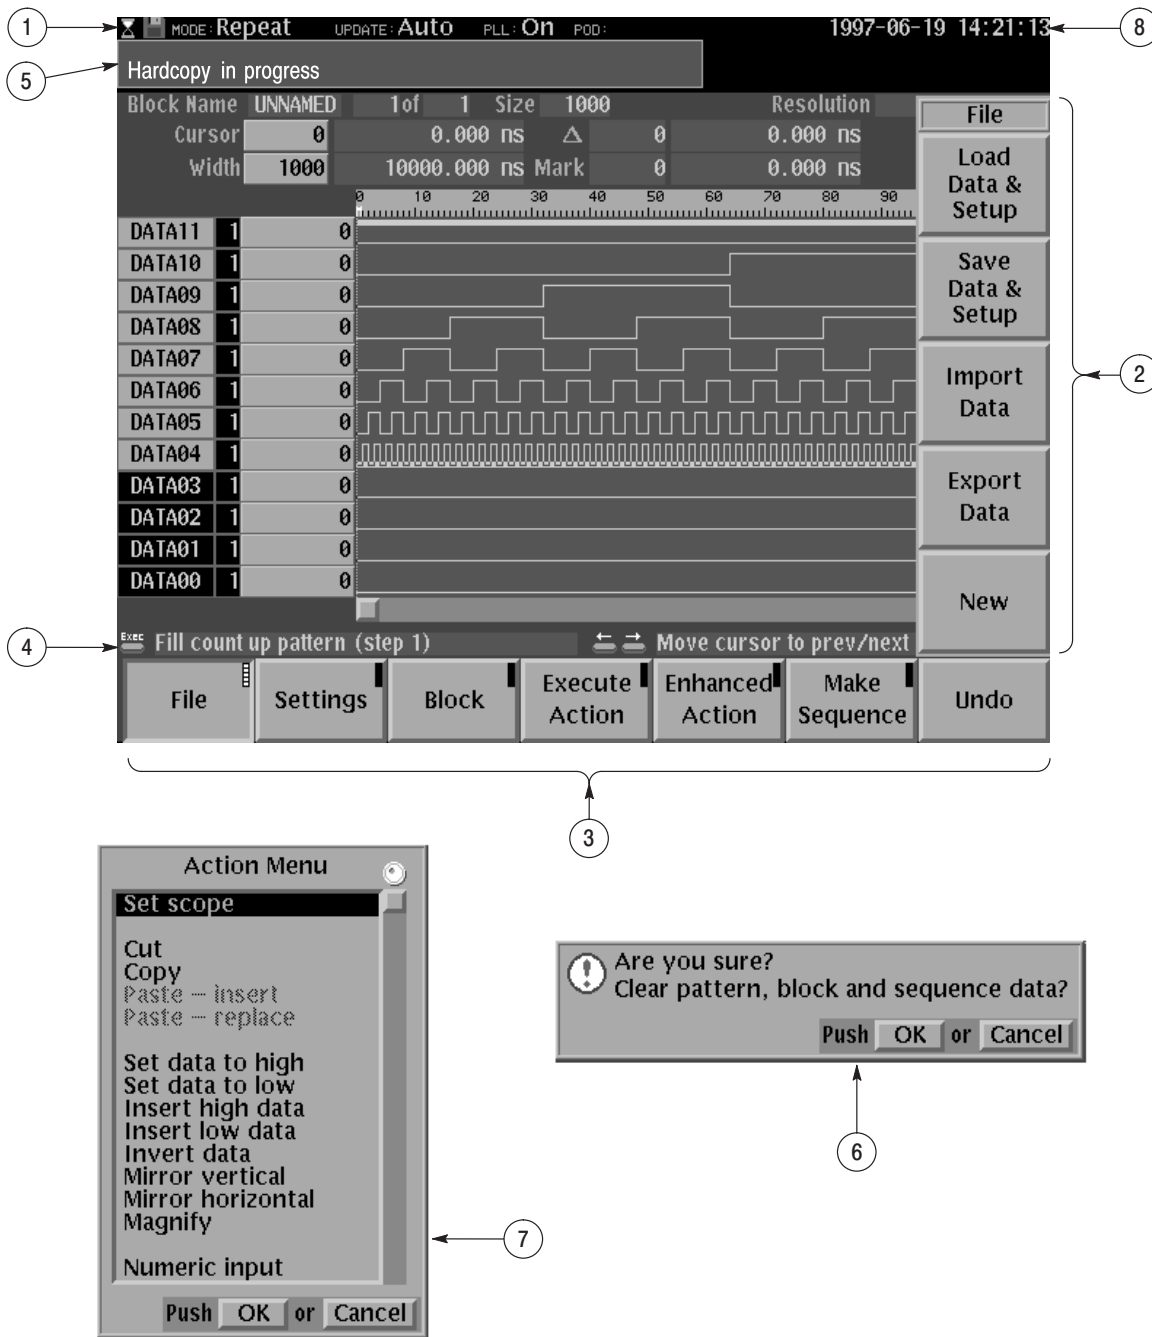 1
MODE: Repeat UPDATE: Auto PLL: On POD: 1997-06-19 14:21:13
8
5
Hardcopy in progress
Block Name UNNAMED 1of 1 Size 1000 Resolution
Cursor 0 0.000 ns △ 0 0.000 ns
Width 1000 10000.000 ns Mark 0 0.000 ns
0 10 20 30 40 50 60 70 80 90
DATA11 1 0
DATA10 1 0
DATA09 1 0
DATA08 1 0
DATA07 1 0
DATA06 1 0
DATA05 1 0
DATA04 1 0
DATA03 1 0
DATA02 1 0
DATA01 1 0
DATA00 1 0
File
Load
Data &
Setup
Save
Data &
Setup
Import
Data
Export
Data
New
2
4
Exec Fill count up pattern (step 1) ← → Move cursor to prev/next
File
Settings
Block
Execute
Action
Enhanced
Action
Make
Sequence
Undo
3
Action Menu
Set scope
Cut
Copy
Paste – insert
Paste – replace
Set data to high
Set data to low
Insert high data
Insert low data
Invert data
Mirror vertical
Mirror horizontal
Magnify
Numeric input
Push OK or Cancel
7
! Are you sure?
Clear pattern, block and sequence data?
Push OK or Cancel
6